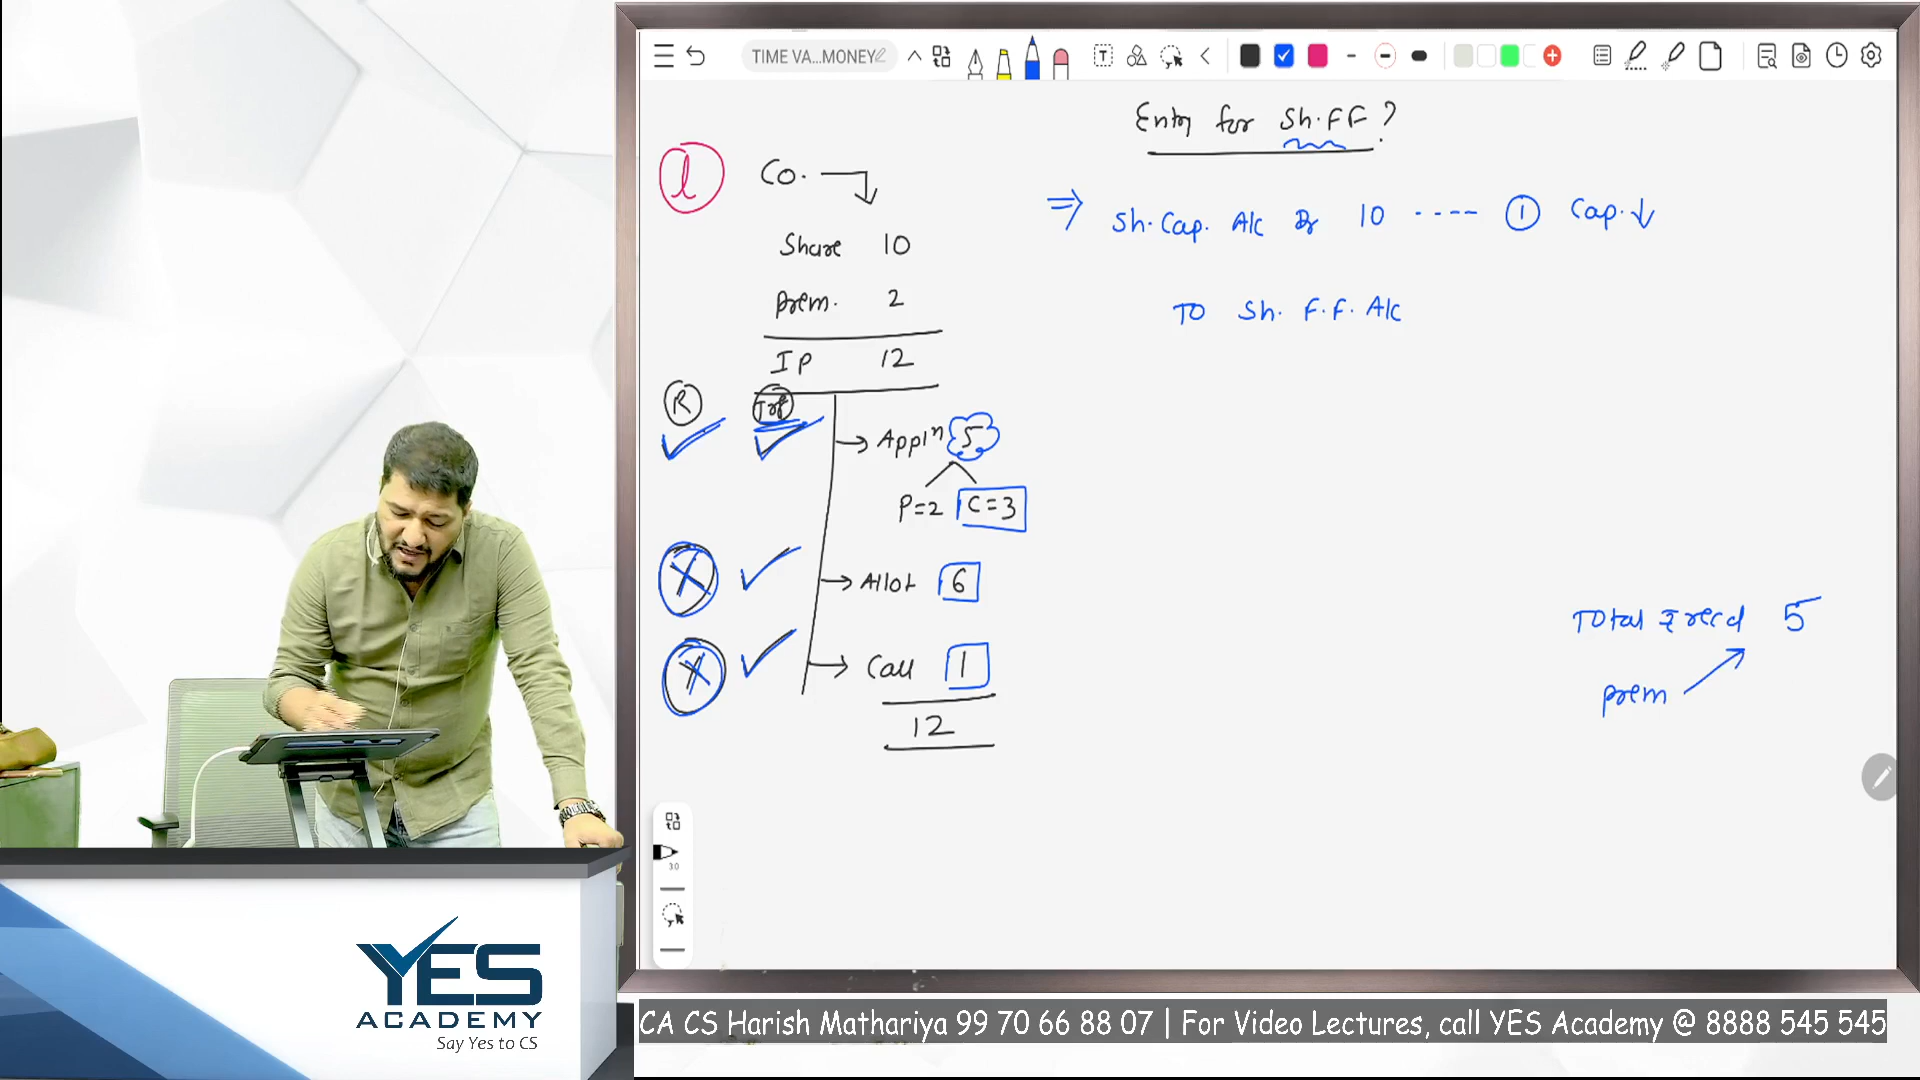 TIME VA...MONEY
Entry for Sh.FF?
l
Co.
Share 10
Prem. 2
IP 12
R Trf
Appln 5
P=2 C=3
X Allot 6
X Call 1
12
⇒ Sh.Cap. A/c Dr 10 ---- 1 Cap.↓
To Sh. F.F. A/c
Total ₹ recd 5
Prem
30
YES
ACADEMY
Say Yes to CS
CA CS Harish Mathariya 99 70 66 88 07 | For Video Lectures, call YES Academy @ 8888 545 545